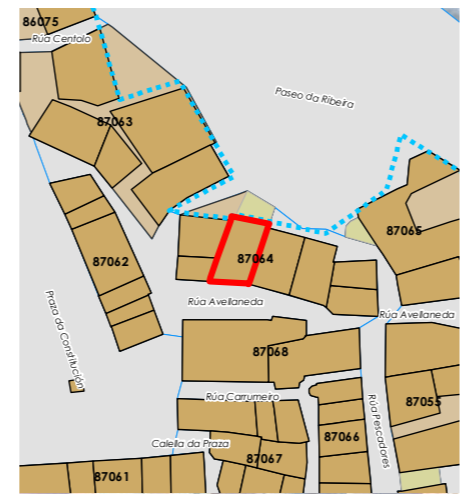 86075
Rúa Centolo
Paseo da Ribeira
87063
87065
87062
87064
Rúa Avellaneda
Praza da Constitución
Rúa Avellaneda
87068
Rúa Carrumeiro
87055
Rúa Pescadores
Calella da Praza
87066
87067
87061